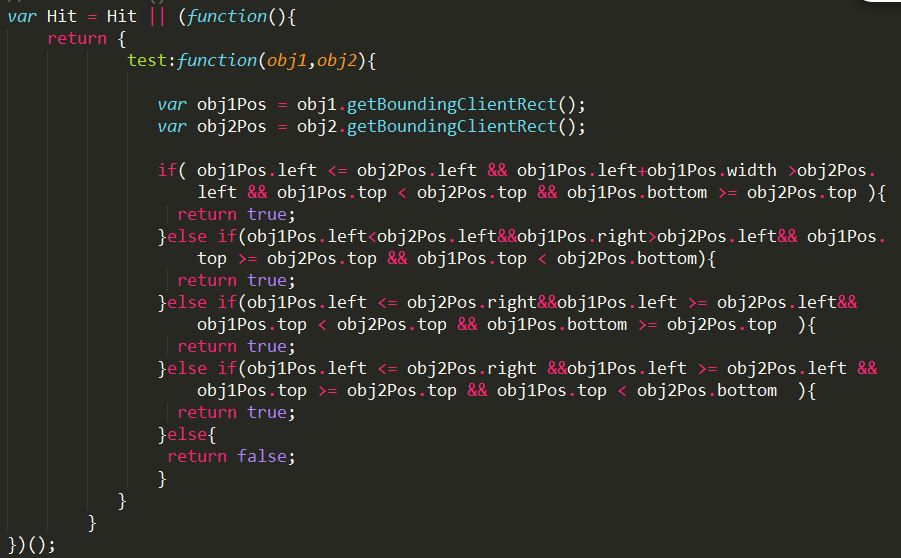 var Hit = Hit || (function(){
return {
test:function(obj1,obj2){
var obj1Pos = obj1.getBoundingClientRect();
var obj2Pos = obj2.getBoundingClientRect();
if( obj1Pos.left <= obj2Pos.left && obj1Pos.left+obj1Pos.width >obj2Pos.
left && obj1Pos.top < obj2Pos.top && obj1Pos.bottom >= obj2Pos.top ){
return true;
}else if(obj1Pos.left<obj2Pos.left&&obj1Pos.right>obj2Pos.left&& obj1Pos.
top >= obj2Pos.top && obj1Pos.top < obj2Pos.bottom){
return true;
}else if(obj1Pos.left <= obj2Pos.right&&obj1Pos.left >= obj2Pos.left&&
obj1Pos.top < obj2Pos.top && obj1Pos.bottom >= obj2Pos.top  ){
return true;
}else if(obj1Pos.left <= obj2Pos.right &&obj1Pos.left >= obj2Pos.left &&
obj1Pos.top >= obj2Pos.top && obj1Pos.top < obj2Pos.bottom  ){
return true;
}else{
return false;
}
}
}
})();